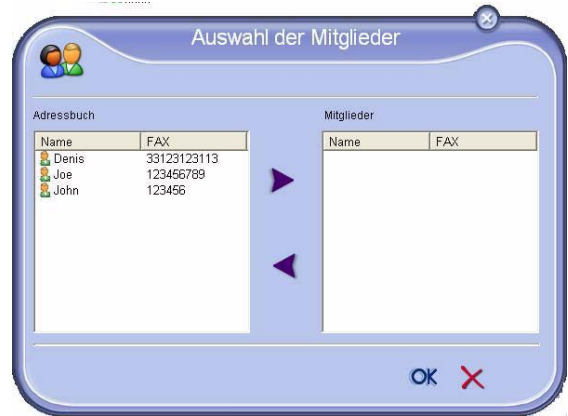 Auswahl der Mitglieder
Adressbuch
Mitglieder
Name FAX
Name FAX
Denis 33123123113
Joe 123456789
John 123456
OK